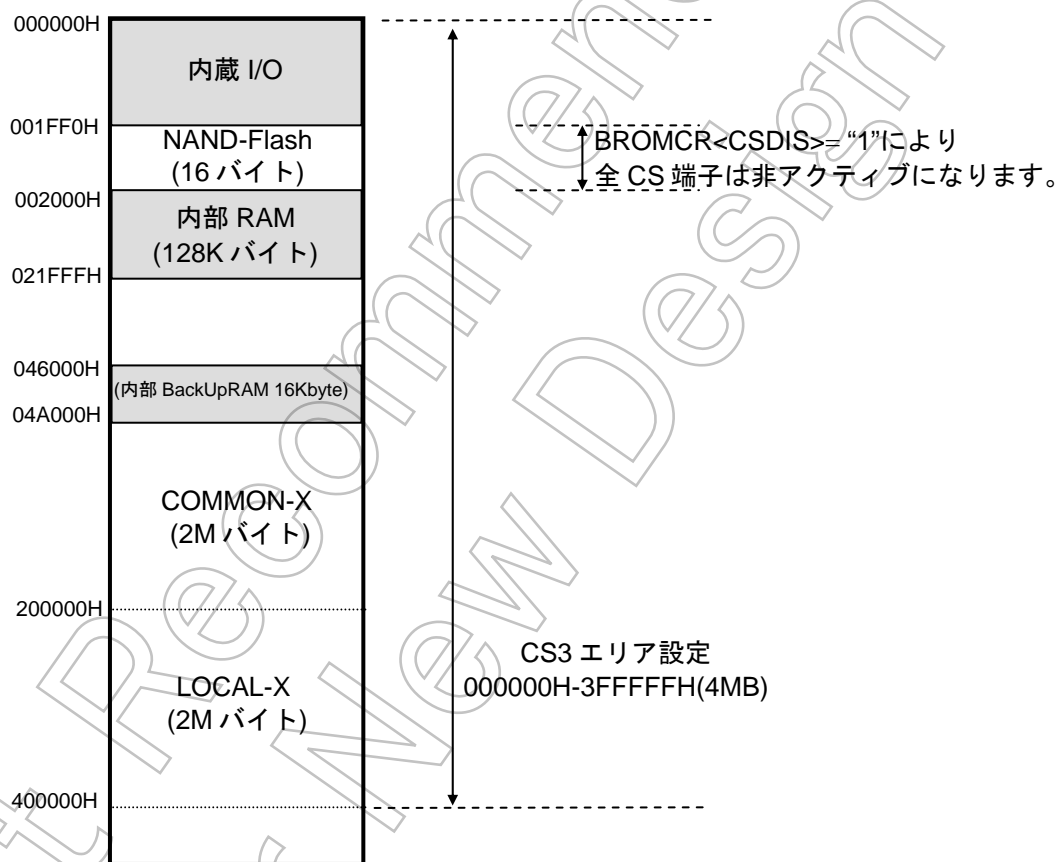 000000H
内蔵 I/O
001FF0H
NAND-Flash
(16 バイト)
BROMCR<CSDIS>= “1”により
全 CS 端子は非アクティブになります。
002000H
内部 RAM
(128K バイト)
021FFFH
046000H
(内部 BackUpRAM 16Kbyte)
04A000H
COMMON-X
(2M バイト)
200000H
CS3 エリア設定
000000H-3FFFFFH(4MB)
LOCAL-X
(2M バイト)
400000H